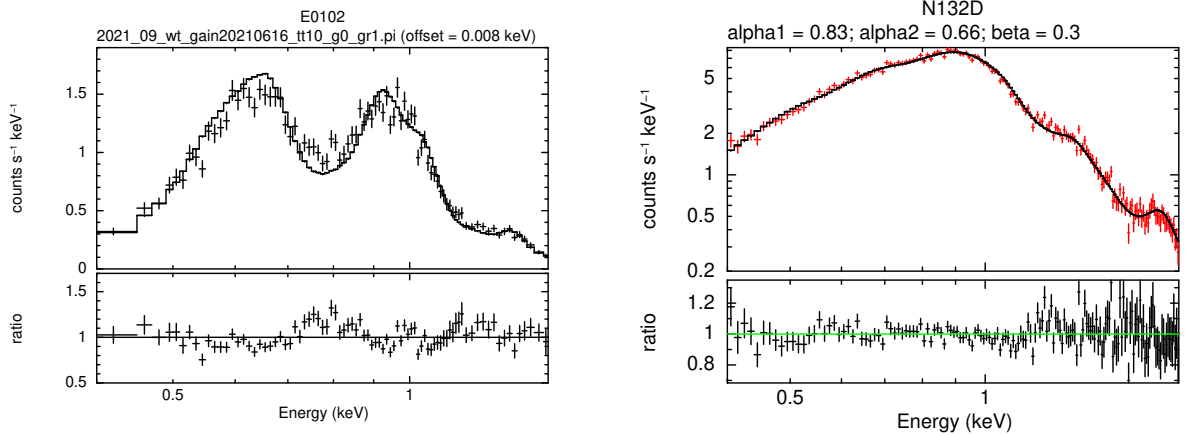 E0102
2021_09_wt_gain20210616_tt10_g0_gr1.pi (offset = 0.008 keV)
counts s⁻¹ keV⁻¹
1.5
1
0.5
0
ratio
1.5
1
0.5
0.5
1
Energy (keV)
N132D
alpha1 = 0.83; alpha2 = 0.66; beta = 0.3
counts s⁻¹ keV⁻¹
5
2
1
0.5
0.2
ratio
1.2
1
0.8
0.5
1
Energy (keV)